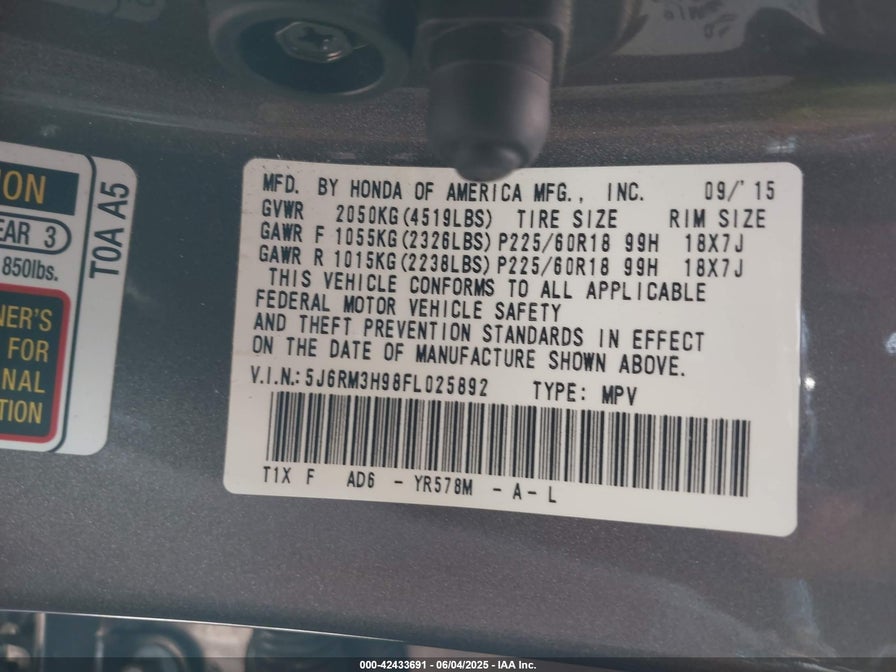 ION
EAR 3
850lbs.
NER'S
FOR
NAL
TION
T0A A5
MFD. BY HONDA OF AMERICA MFG., INC. 09/'15
GVWR 2050KG(4519LBS) TIRE SIZE RIM SIZE
GAWR F 1055KG(2326LBS) P225/60R18 99H 18X7J
GAWR R 1015KG(2238LBS) P225/60R18 99H 18X7J
THIS VEHICLE CONFORMS TO ALL APPLICABLE
FEDERAL MOTOR VEHICLE SAFETY
AND THEFT PREVENTION STANDARDS IN EFFECT
ON THE DATE OF MANUFACTURE SHOWN ABOVE.
V.I.N.: 5J6RM3H98FL025892 TYPE: MPV
T1X F AD6 - YR578M - A - L
000-42433691 - 06/04/2025 - IAA Inc.